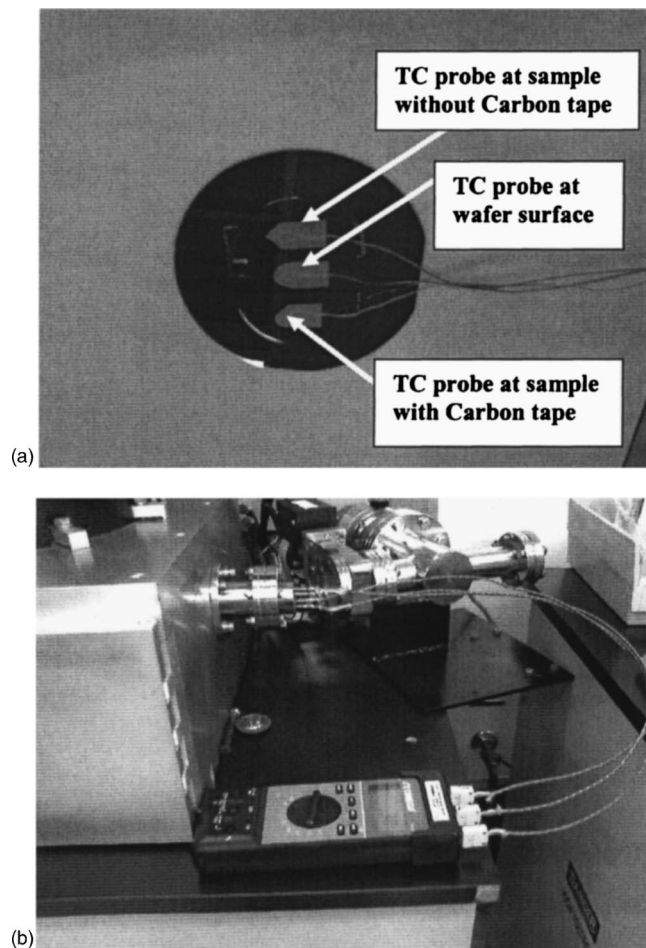 TC probe at sample
without Carbon tape
TC probe at
wafer surface
TC probe at sample
with Carbon tape
(a)
(b)